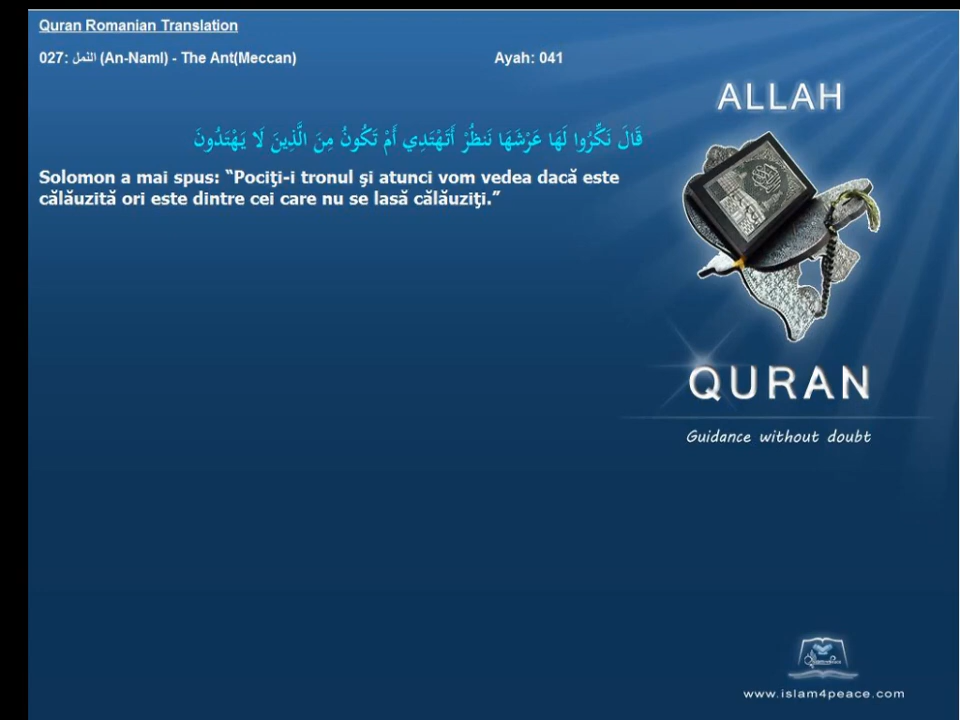 Quran Romanian Translation
027: النمل (An-Naml) - The Ant(Meccan) Ayah: 041
ALLAH
قَالَ نَكِّرُوا لَهَا عَرْشَهَا نَنظُرْ أَتَهْتَدِي أَمْ تَكُونُ مِنَ الَّذِينَ لَا يَهْتَدُونَ
Solomon a mai spus: “Pociţi-i tronul şi atunci vom vedea dacă este
călăuzită ori este dintre cei care nu se lasă călăuziţi.”
QURAN
Guidance without doubt
www.islam4peace.com